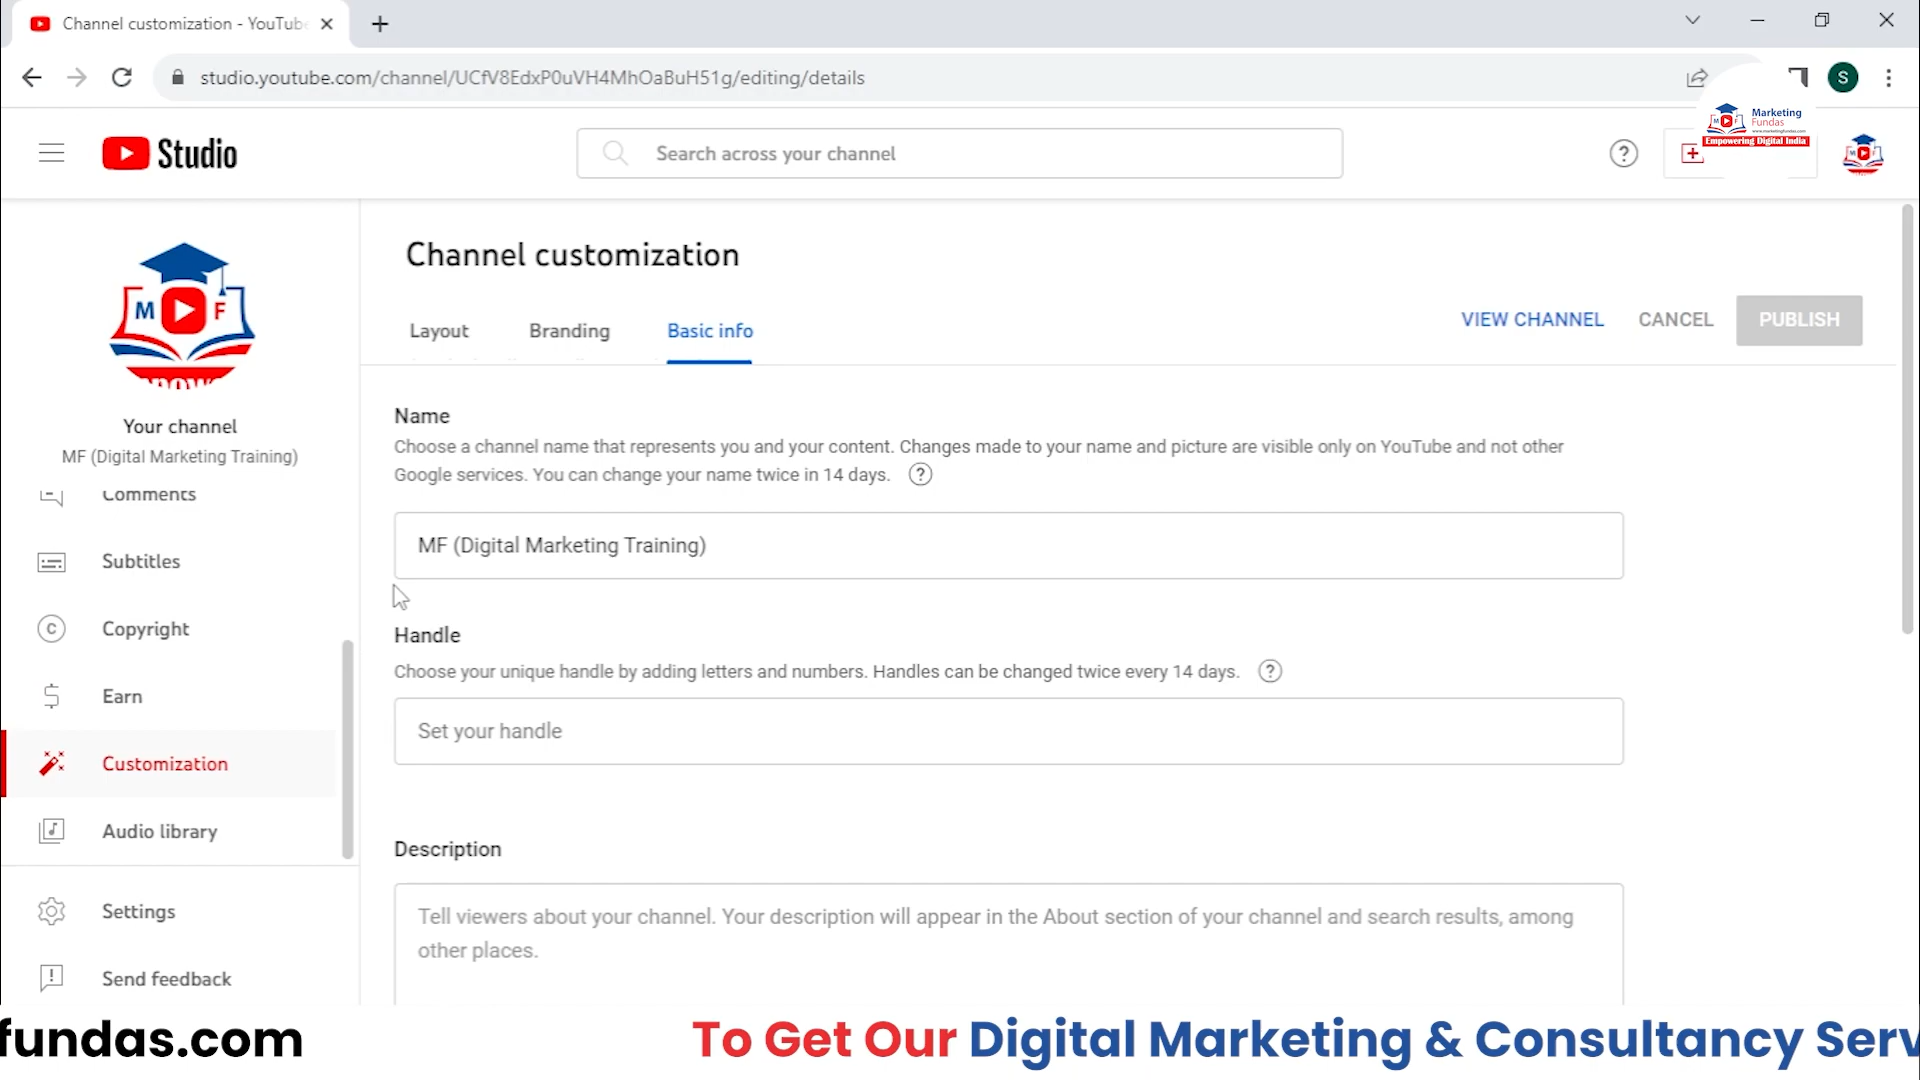 Channel customization - YouTube
studio.youtube.com/channel/UCfV8EdxP0uVH4MhOaBuH51g/editing/details
S
Marketing
Fundas
www.marketingfundas.com
Empowering Digital India
M F
Studio
Search across your channel
M F
Your channel
MF (Digital Marketing Training)
Comments
Subtitles
Copyright
Earn
Customization
Audio library
Settings
Send feedback
Channel customization
Layout Branding Basic info
VIEW CHANNEL CANCEL PUBLISH
Name
Choose a channel name that represents you and your content. Changes made to your name and picture are visible only on YouTube and not other
Google services. You can change your name twice in 14 days.
MF (Digital Marketing Training)
Handle
Choose your unique handle by adding letters and numbers. Handles can be changed twice every 14 days.
Set your handle
Description
Tell viewers about your channel. Your description will appear in the About section of your channel and search results, among
other places.
fundas.com To Get Our Digital Marketing & Consultancy Serv